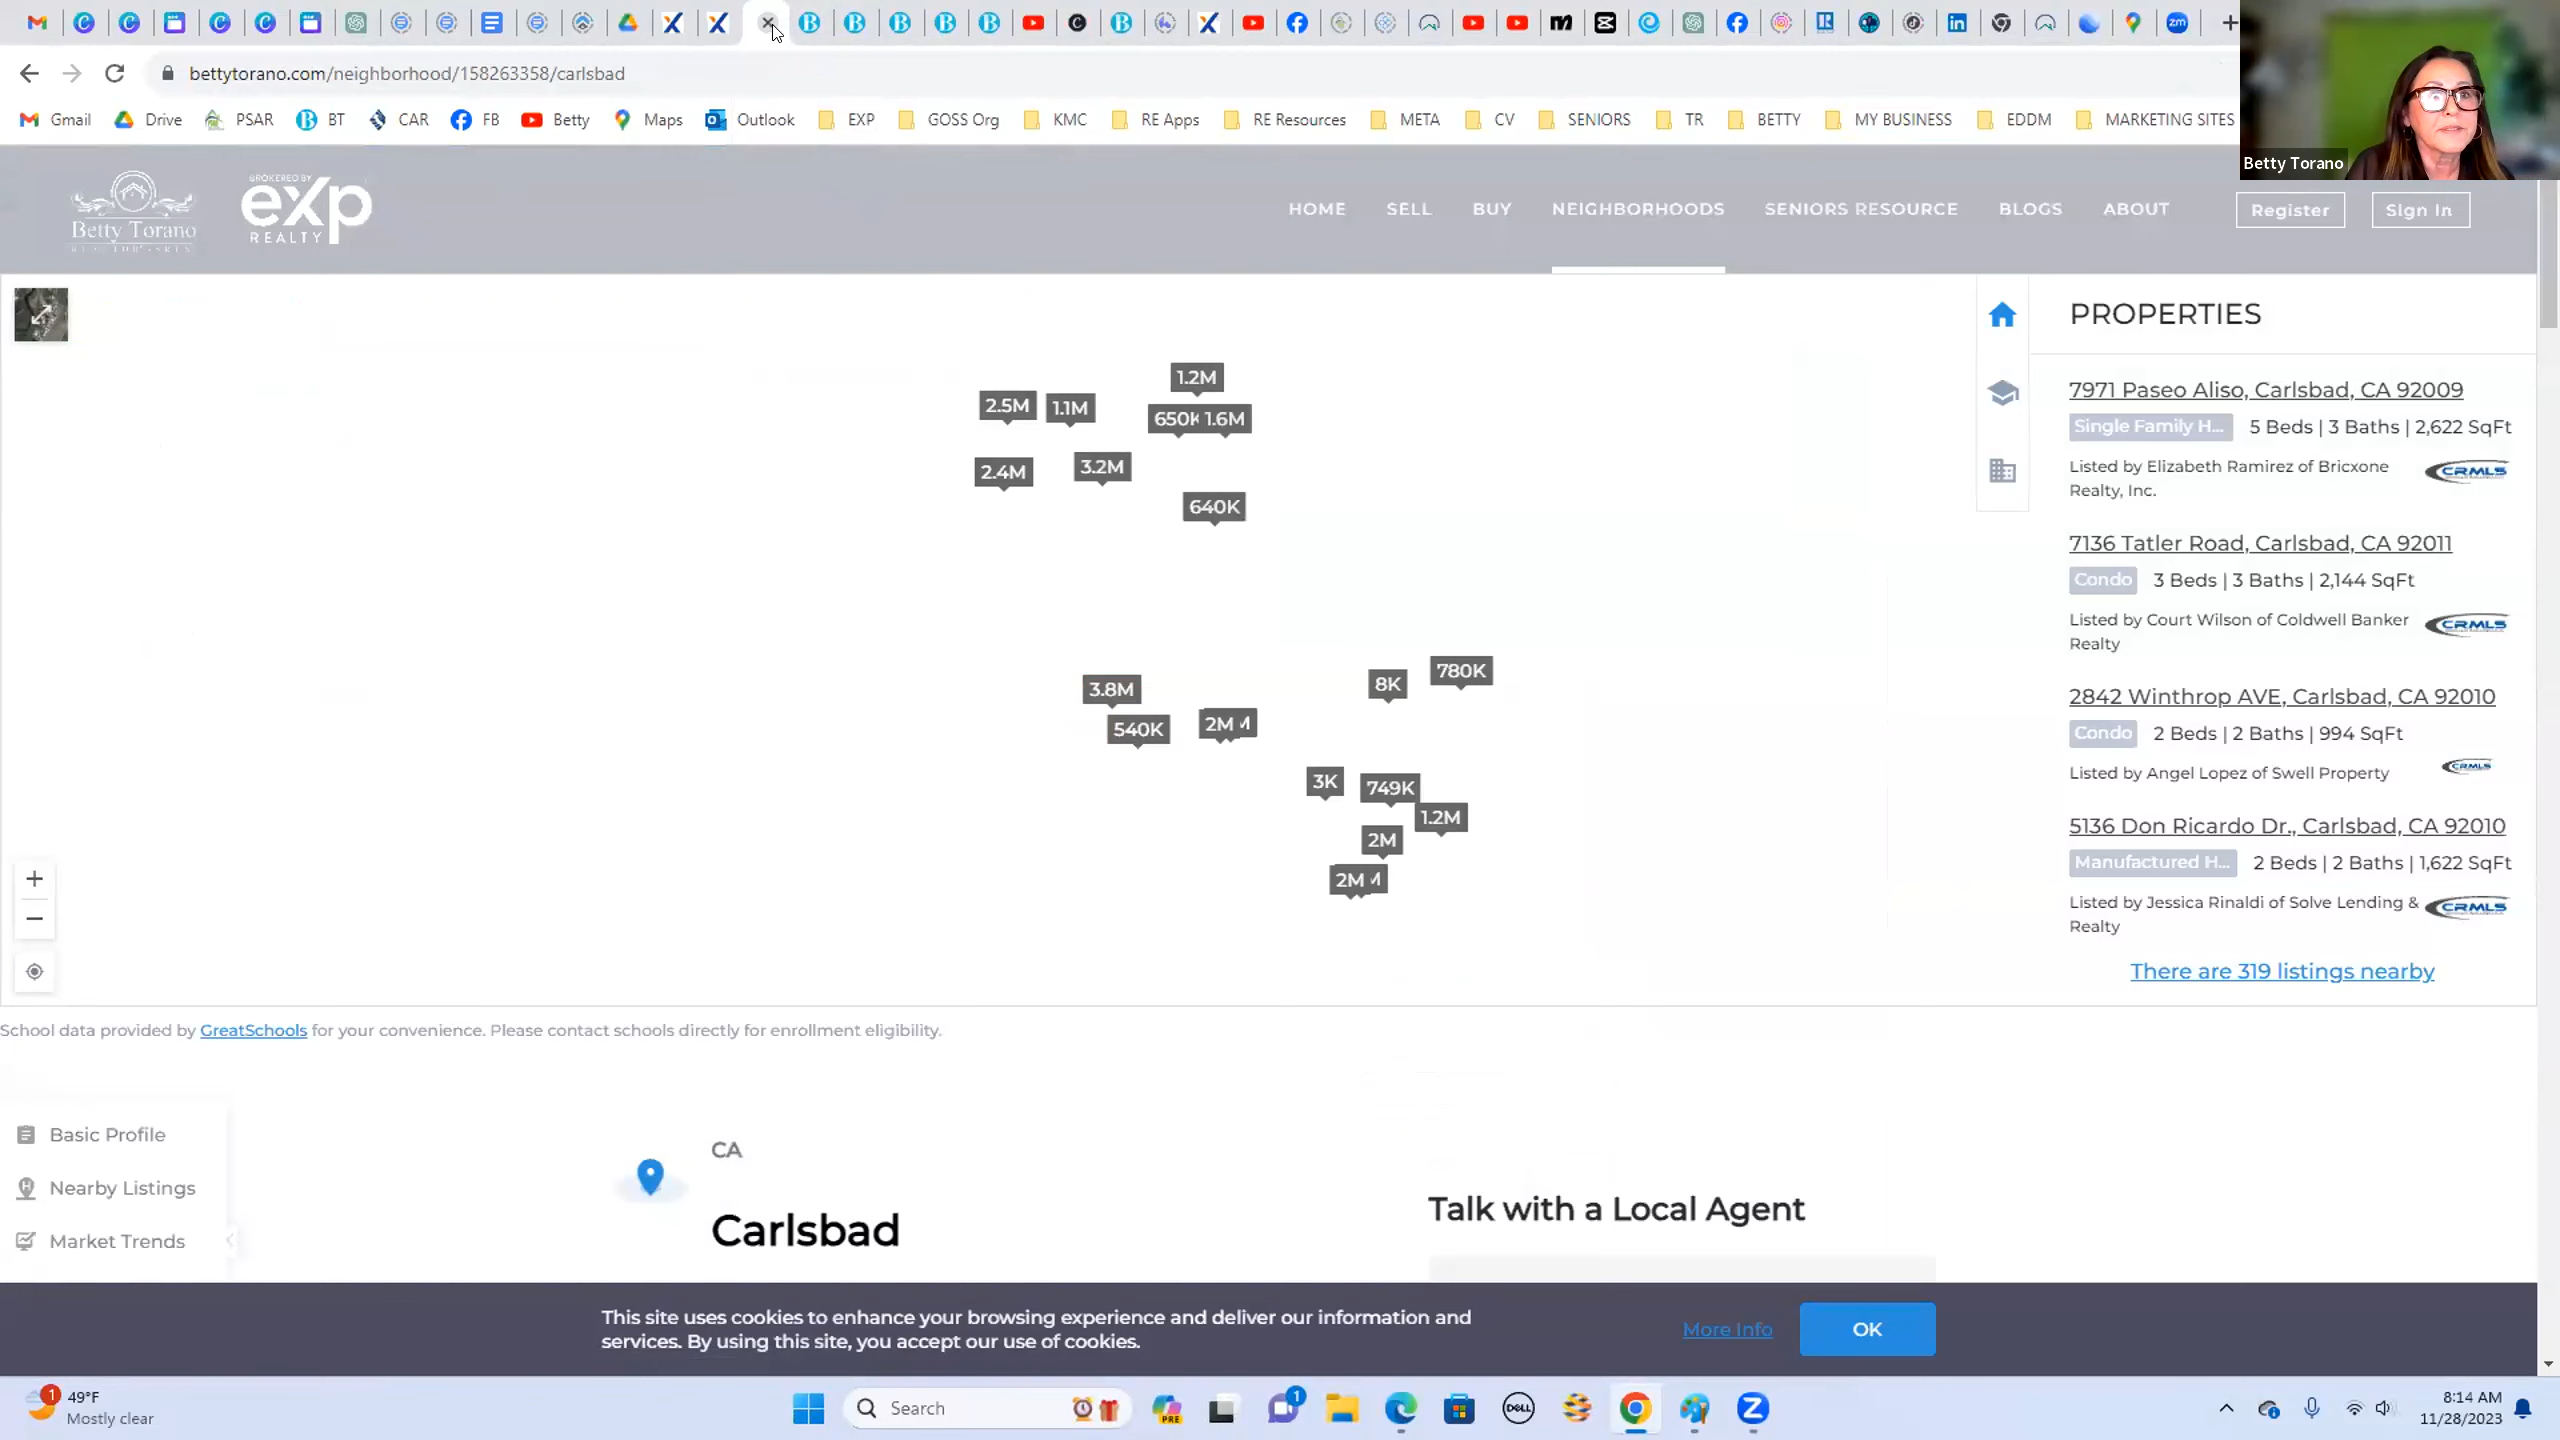 bettytorano.com/neighborhood/158263358/carlsbad
Gmail Drive PSAR BT CAR FB Betty Maps Outlook EXP GOSS Org KMC RE Apps RE Resources META CV SENIORS TR BETTY MY BUSINESS EDDM MARKETING SITES
Betty Torano
Betty Torano
BROKERED BY
eXp
REALTY
HOME SELL BUY NEIGHBORHOODS SENIORS RESOURCE BLOGS ABOUT Register Sign In
PROPERTIES
7971 Paseo Aliso, Carlsbad, CA 92009
Single Family H... 5 Beds | 3 Baths | 2,622 SqFt
Listed by Elizabeth Ramirez of Bricxone
Realty, Inc.
CRMLS
7136 Tatler Road, Carlsbad, CA 92011
Condo 3 Beds | 3 Baths | 2,144 SqFt
Listed by Court Wilson of Coldwell Banker
Realty
CRMLS
2842 Winthrop AVE, Carlsbad, CA 92010
Condo 2 Beds | 2 Baths | 994 SqFt
Listed by Angel Lopez of Swell Property
CRMLS
5136 Don Ricardo Dr., Carlsbad, CA 92010
Manufactured H... 2 Beds | 2 Baths | 1,622 SqFt
Listed by Jessica Rinaldi of Solve Lending &
Realty
CRMLS
There are 319 listings nearby
1.2M
2.5M 1.1M
650K 1.6M
2.4M 3.2M
640K
780K
3.8M 8K
540K 2M
3K 749K
1.2M
2M
2M
School data provided by GreatSchools for your convenience. Please contact schools directly for enrollment eligibility.
Basic Profile
Nearby Listings
Market Trends
CA
Carlsbad
Talk with a Local Agent
This site uses cookies to enhance your browsing experience and deliver our information and
services. By using this site, you accept our use of cookies.
More Info
OK
1
49°F
Mostly clear
Search
PRE
1
DELL
8:14 AM
11/28/2023